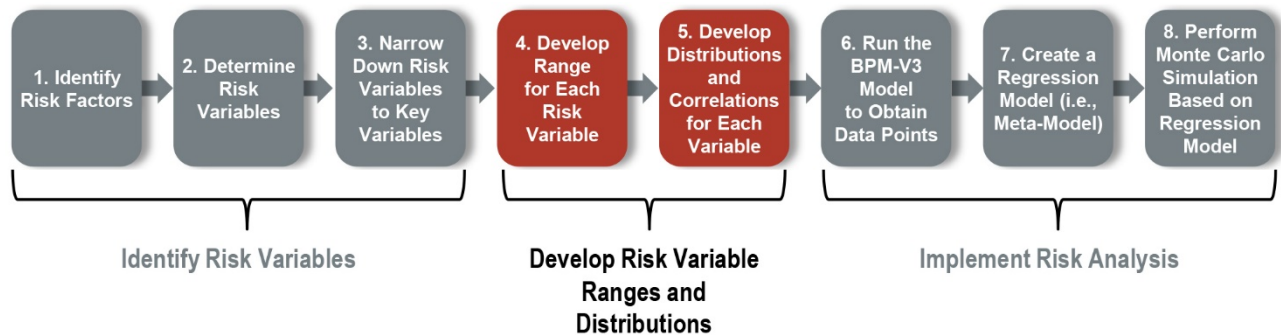 1. Identify
Risk Factors
2. Determine
Risk
Variables
3. Narrow
Down Risk
Variables
to Key
Variables
4. Develop
Range
for Each
Risk
Variable
5. Develop
Distributions
and
Correlations
for Each
Variable
6. Run the
BPM-V3
Model
to Obtain
Data Points
7. Create a
Regression
Model (i.e.,
Meta-Model)
8. Perform
Monte Carlo
Simulation
Based on
Regression
Model
Identify Risk Variables
Develop Risk Variable
Ranges and
Distributions
Implement Risk Analysis